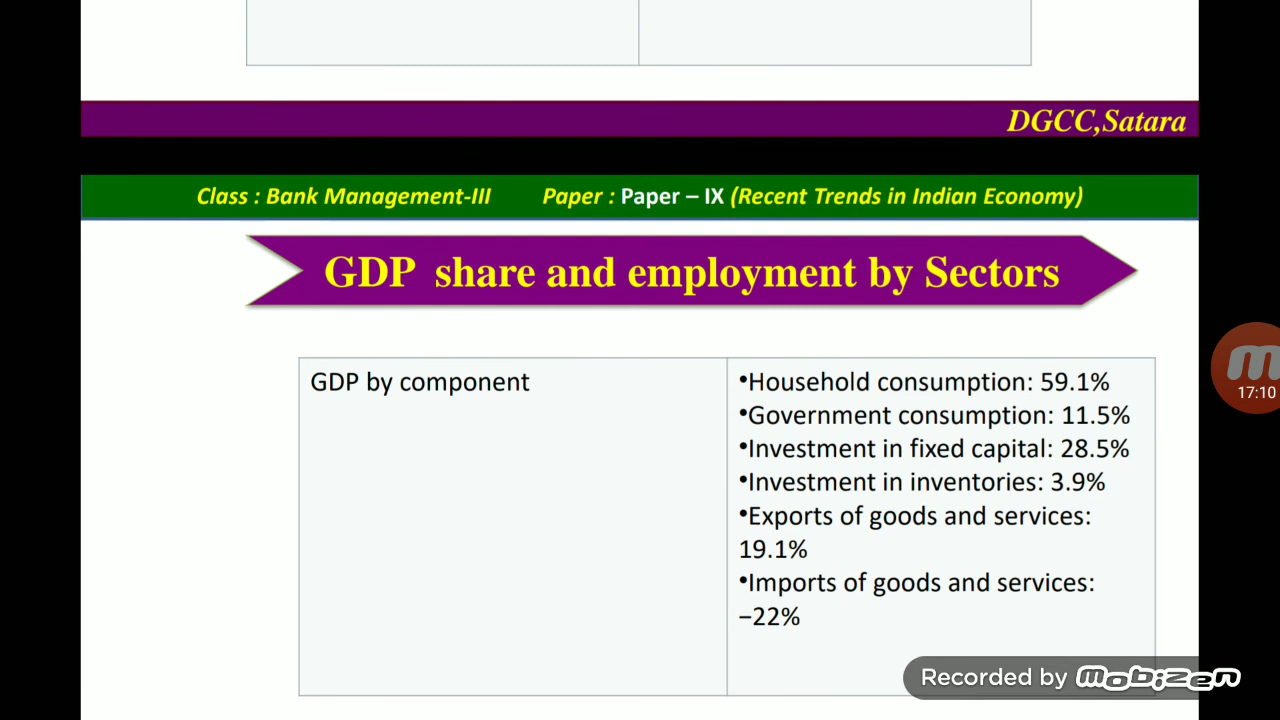 DGCC,Satara
Class : Bank Management-III Paper : Paper – IX (Recent Trends in Indian Economy)
GDP share and employment by Sectors
GDP by component
•Household consumption: 59.1%
•Government consumption: 11.5%
•Investment in fixed capital: 28.5%
•Investment in inventories: 3.9%
•Exports of goods and services:
19.1%
•Imports of goods and services:
−22%
17:10
Recorded by mobizen